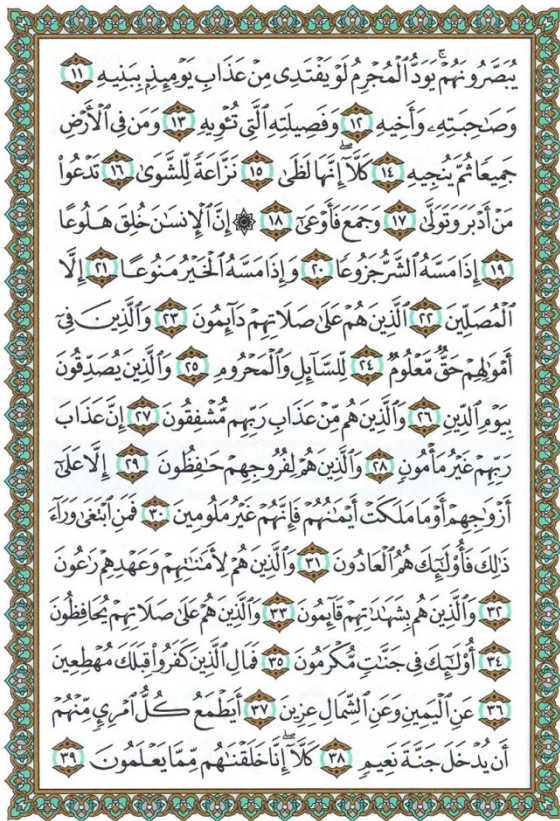 يُبَصَّرُونَهُمْ ۚ يَوَدُّ ٱلْمُجْرِمُ لَوْ يَفْتَدِى مِنْ عَذَابِ يَوْمِئِذٍۭ بِبَنِيهِ ١١
وَصَٰحِبَتِهِۦ وَأَخِيهِ ١٢ وَفَصِيلَتِهِ ٱلَّتِى تُـْٔوِيهِ ١٣ وَمَن فِى ٱلْأَرْضِ
جَمِيعًا ثُمَّ يُنجِيهِ ١٤ كَلَّآ ۖ إِنَّهَا لَظَىٰ ١٥ نَزَّاعَةً لِّلشَّوَىٰ ١٦ تَدْعُوا۟
مَنْ أَدْبَرَ وَتَوَلَّىٰ ١٧ وَجَمَعَ فَأَوْعَىٰٓ ١٨ ۞ إِنَّ ٱلْإِنسَٰنَ خُلِقَ هَلُوعًا
١٩ إِذَا مَسَّهُ ٱلشَّرُّ جَزُوعًا ٢٠ وَإِذَا مَسَّهُ ٱلْخَيْرُ مَنُوعًا ٢١ إِلَّا
ٱلْمُصَلِّينَ ٢٢ ٱلَّذِينَ هُمْ عَلَىٰ صَلَاتِهِمْ دَآئِمُونَ ٢٣ وَٱلَّذِينَ فِىٓ
أَمْوَٰلِهِمْ حَقٌّ مَّعْلُومٌ ٢٤ لِّلسَّآئِلِ وَٱلْمَحْرُومِ ٢٥ وَٱلَّذِينَ يُصَدِّقُونَ
بِيَوْمِ ٱلدِّينِ ٢٦ وَٱلَّذِينَ هُم مِّنْ عَذَابِ رَبِّهِم مُّشْفِقُونَ ٢٧ إِنَّ عَذَابَ
رَبِّهِمْ غَيْرُ مَأْمُونٍ ٢٨ وَٱلَّذِينَ هُمْ لِفُرُوجِهِمْ حَٰفِظُونَ ٢٩ إِلَّا عَلَىٰٓ
أَزْوَٰجِهِمْ أَوْ مَا مَلَكَتْ أَيْمَٰنُهُمْ فَإِنَّهُمْ غَيْرُ مَلُومِينَ ٣٠ فَمَنِ ٱبْتَغَىٰ وَرَآءَ
ذَٰلِكَ فَأُو۟لَٰٓئِكَ هُمُ ٱلْعَادُونَ ٣١ وَٱلَّذِينَ هُمْ لِأَمَٰنَٰتِهِمْ وَعَهْدِهِمْ رَٰعُونَ
٣٢ وَٱلَّذِينَ هُم بِشَهَٰدَٰتِهِمْ قَآئِمُونَ ٣٣ وَٱلَّذِينَ هُمْ عَلَىٰ صَلَاتِهِمْ يُحَافِظُونَ
٣٤ أُو۟لَٰٓئِكَ فِى جَنَّٰتٍ مُّكْرَمُونَ ٣٥ فَمَالِ ٱلَّذِينَ كَفَرُوا۟ قِبَلَكَ مُهْطِعِينَ
٣٦ عَنِ ٱلْيَمِينِ وَعَنِ ٱلشِّمَالِ عِزِينَ ٣٧ أَيَطْمَعُ كُلُّ ٱمْرِئٍ مِّنْهُمْ
أَن يُدْخَلَ جَنَّةَ نَعِيمٍ ٣٨ كَلَّآ ۖ إِنَّا خَلَقْنَٰهُم مِّمَّا يَعْلَمُونَ ٣٩